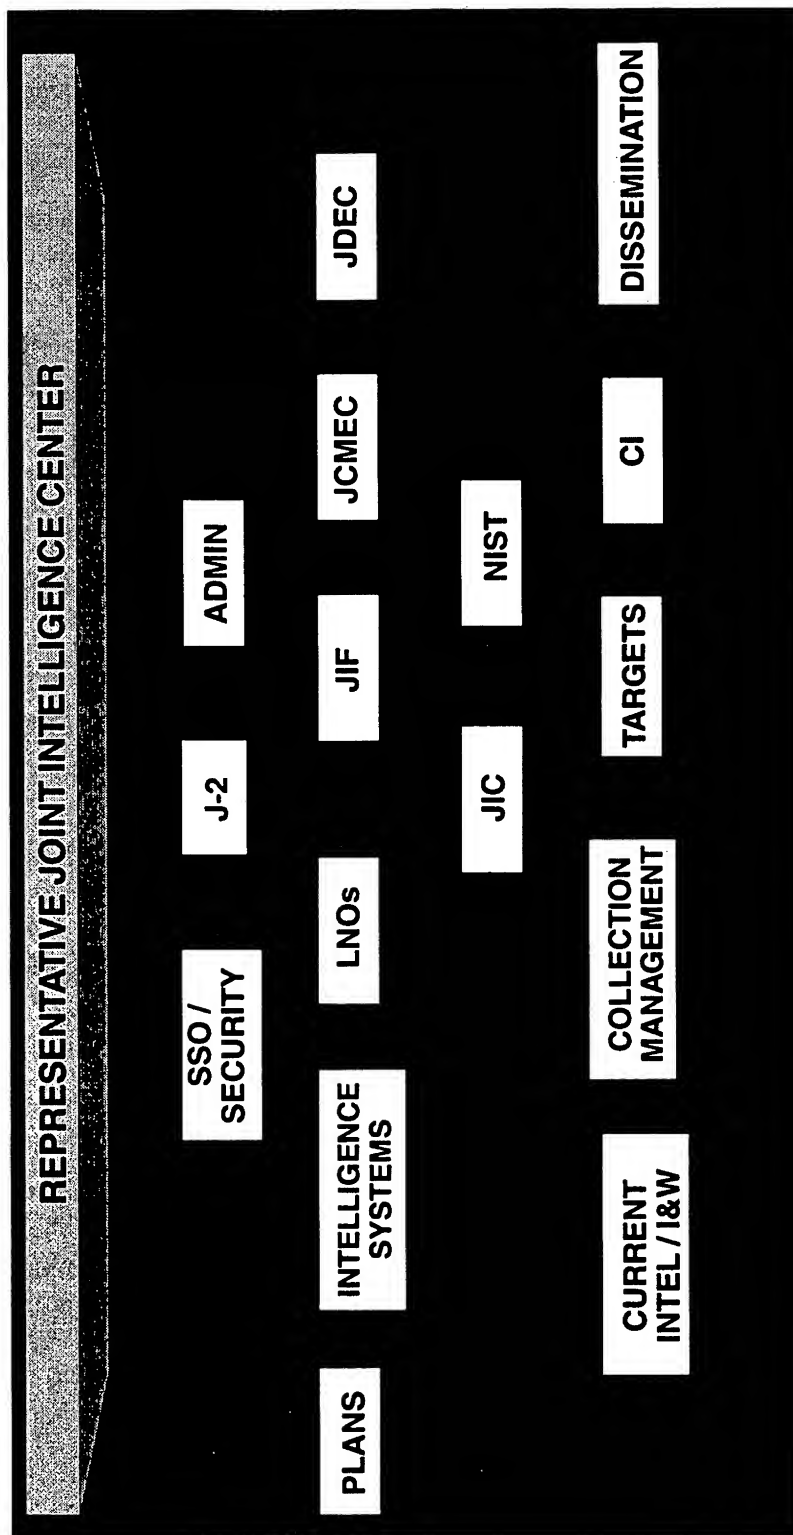 REPRESENTATIVE JOINT INTELLIGENCE CENTER
SSO /
SECURITY
J-2
ADMIN
PLANS
INTELLIGENCE
SYSTEMS
LNOs
JIF
JCMEC
JDEC
JIC
NIST
CURRENT
INTEL / I&W
COLLECTION
MANAGEMENT
TARGETS
CI
DISSEMINATION